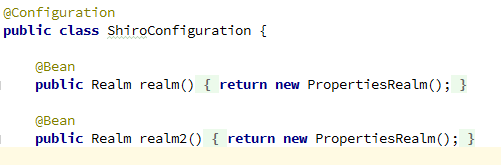 @Configuration
public class ShiroConfiguration {
@Bean
public Realm realm() { return new PropertiesRealm(); }
@Bean
public Realm realm2() { return new PropertiesRealm(); }